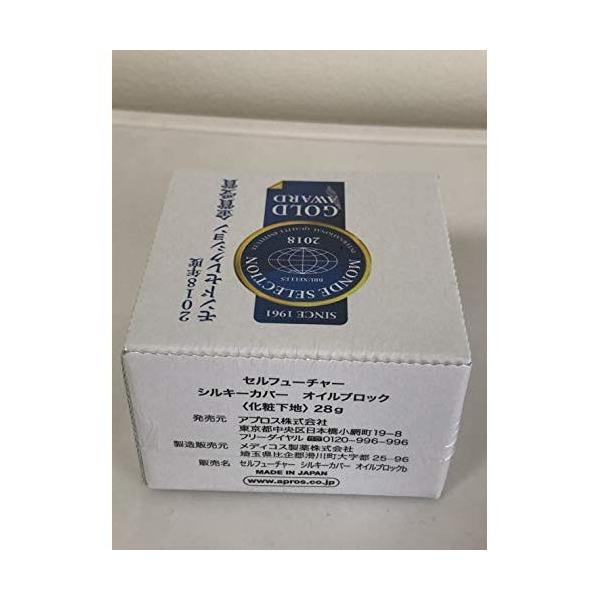 2018年度
モンドセレクション 金賞受賞
GOLD
AWARD
INTERNATIONAL QUALITY INSTITUTE
2018
BRUXELLES
MONDE SELECTION
SINCE 1961
セルフューチャー
シルキーカバー オイルブロック
〈化粧下地〉28g
発売元 アプロス株式会社
東京都中央区日本橋小網町19-8
フリーダイヤル 0120-996-996
製造販売元 メディコス製薬株式会社
埼玉県比企郡滑川町大字都 25-96
販売名 セルフューチャー シルキーカバー オイルブロックb
MADE IN JAPAN
www.apros.co.jp